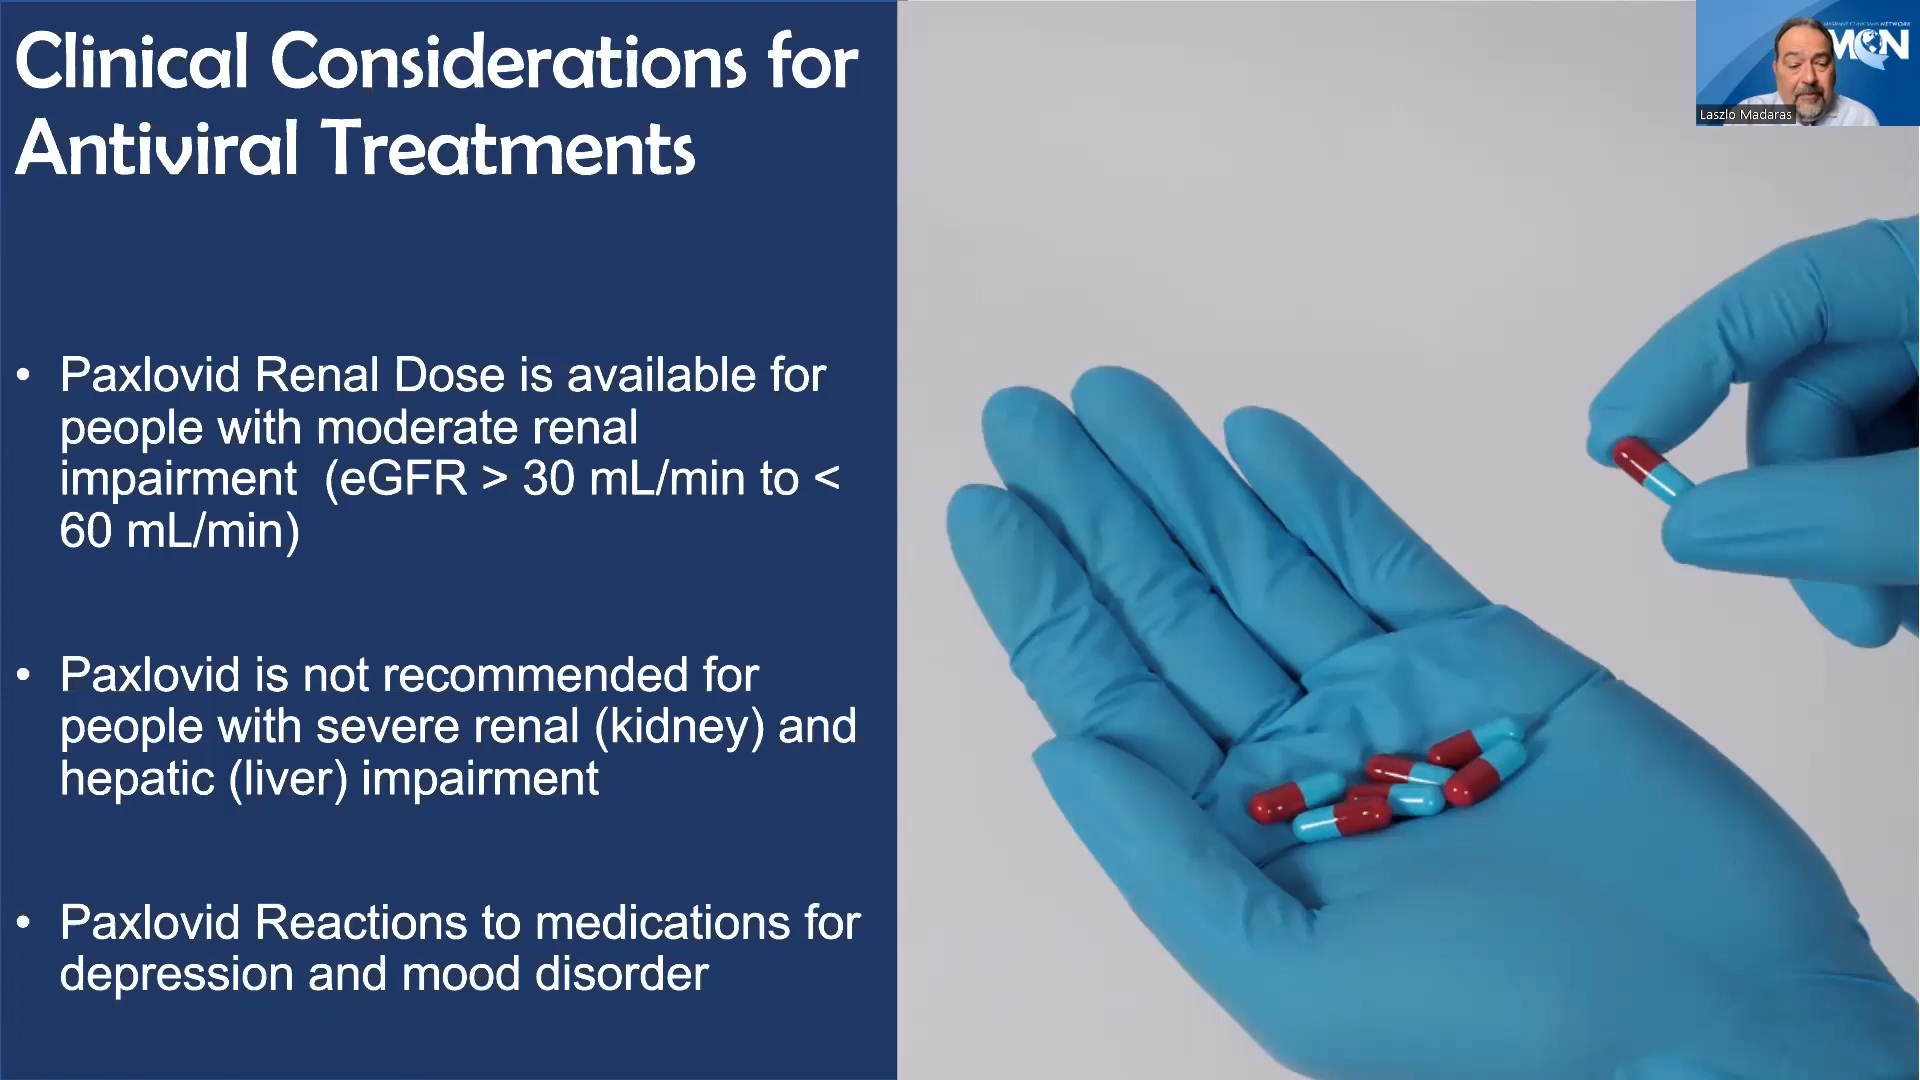 Clinical Considerations for
Antiviral Treatments
• Paxlovid Renal Dose is available for
people with moderate renal
impairment  (eGFR > 30 mL/min to <
60 mL/min)
• Paxlovid is not recommended for
people with severe renal (kidney) and
hepatic (liver) impairment
• Paxlovid Reactions to medications for
depression and mood disorder
MCN
Laszlo Madaras